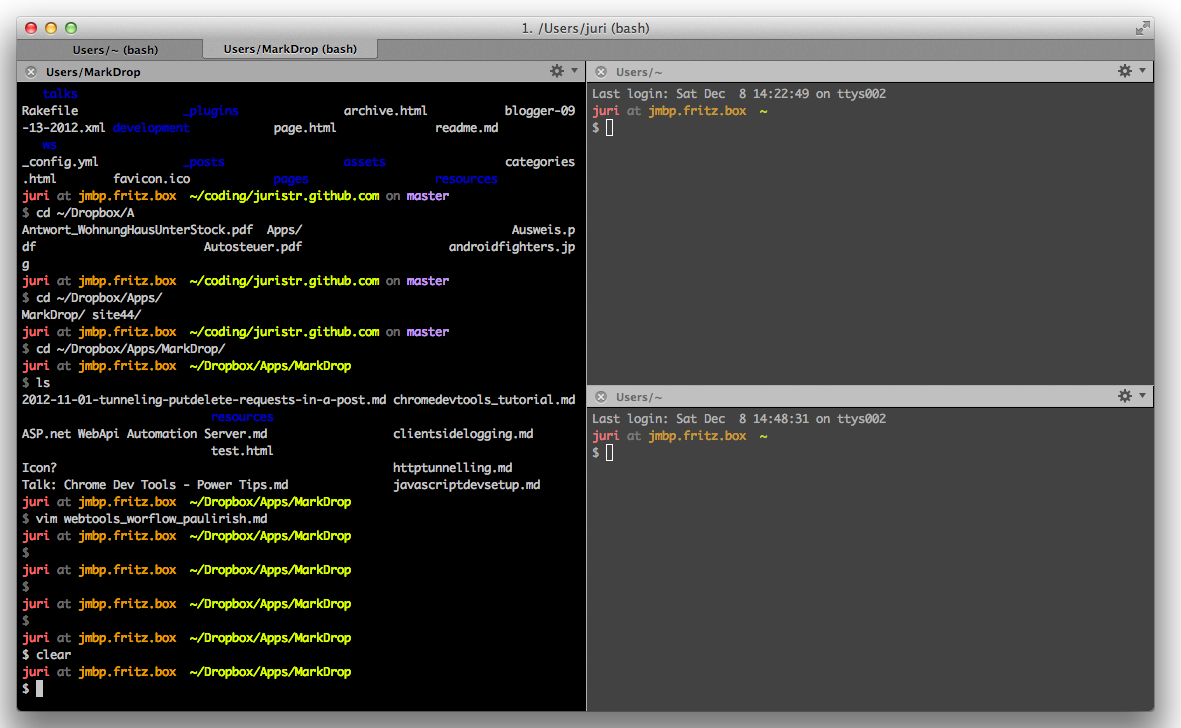 1. /Users/juri (bash)
Users/~ (bash)
Users/MarkDrop (bash)
Users/MarkDrop
talks
Rakefile _plugins archive.html blogger-09
-13-2012.xml development page.html readme.md
ws
_config.yml _posts assets categories
.html favicon.ico pages resources
juri at jmbp.fritz.box ~/coding/juristr.github.com on master
$ cd ~/Dropbox/A
Antwort_WohnungHausUnterStock.pdf Apps/ Ausweis.p
df Autosteuer.pdf androidfighters.jp
g
juri at jmbp.fritz.box ~/coding/juristr.github.com on master
$ cd ~/Dropbox/Apps/
MarkDrop/ site44/
juri at jmbp.fritz.box ~/coding/juristr.github.com on master
$ cd ~/Dropbox/Apps/MarkDrop/
juri at jmbp.fritz.box ~/Dropbox/Apps/MarkDrop
$ ls
2012-11-01-tunneling-putdelete-requests-in-a-post.md chromedevtools_tutorial.md
resources
ASP.net WebApi Automation Server.md clientsidelogging.md
test.html
Icon? httptunnelling.md
Talk: Chrome Dev Tools - Power Tips.md javascriptdevsetup.md
juri at jmbp.fritz.box ~/Dropbox/Apps/MarkDrop
$ vim webtools_worflow_paulirish.md
juri at jmbp.fritz.box ~/Dropbox/Apps/MarkDrop
$
juri at jmbp.fritz.box ~/Dropbox/Apps/MarkDrop
$
juri at jmbp.fritz.box ~/Dropbox/Apps/MarkDrop
$
juri at jmbp.fritz.box ~/Dropbox/Apps/MarkDrop
$ clear
juri at jmbp.fritz.box ~/Dropbox/Apps/MarkDrop
$
Users/~
Last login: Sat Dec 8 14:22:49 on ttys002
juri at jmbp.fritz.box ~
$
Users/~
Last login: Sat Dec 8 14:48:31 on ttys002
juri at jmbp.fritz.box ~
$